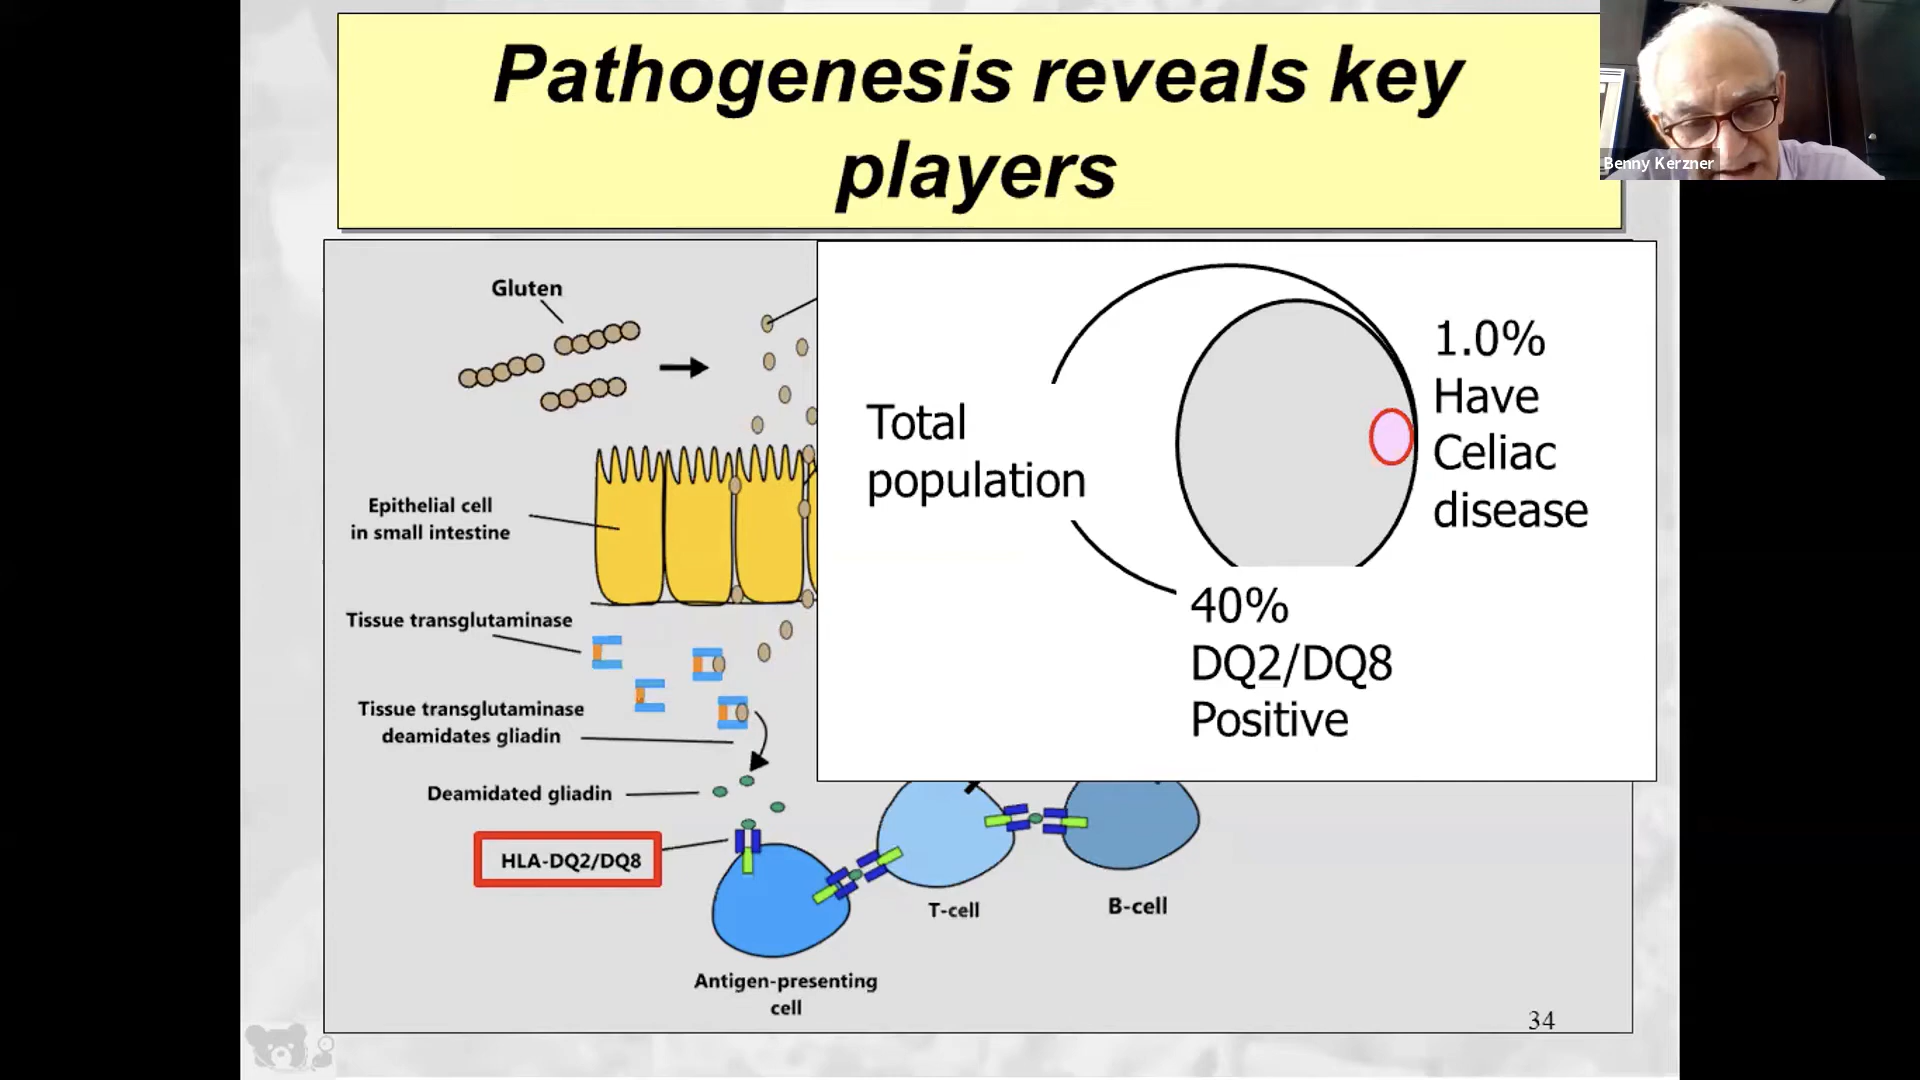 Pathogenesis reveals key
players
Benny Kerzner
Gluten
Epithelial cell
in small intestine
Tissue transglutaminase
Tissue transglutaminase
deamidates gliadin
Deamidated gliadin
HLA-DQ2/DQ8
Antigen-presenting
cell
T-cell
B-cell
Total
population
1.0%
Have
Celiac
disease
40%
DQ2/DQ8
Positive
34